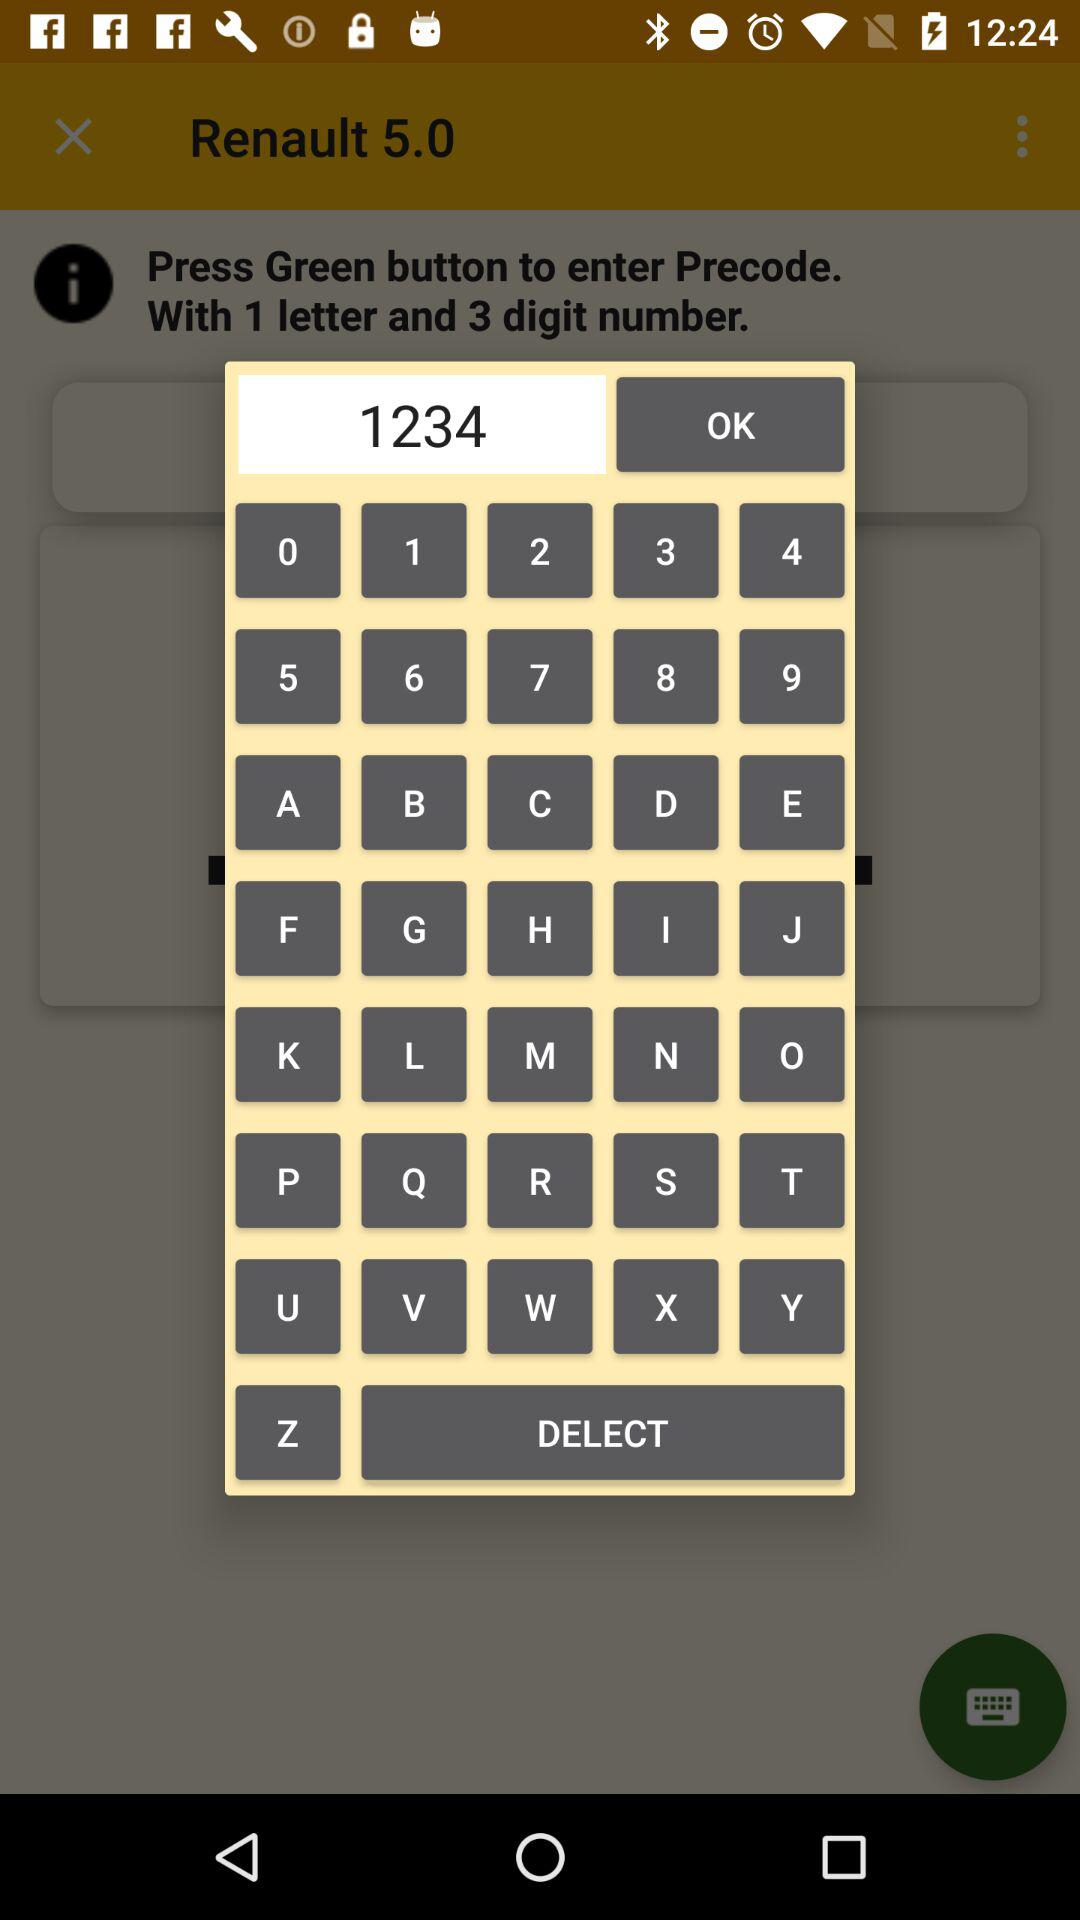 12:24
Renault 5.0
Press Green button to enter Precode.
With 1 letter and 3 digit number.
1234 OK
0 1 2 3 4
5 6 7 8 9
A B C D E
F G H I J
K L M N O
P Q R S T
U V W X Y
Z DELECT